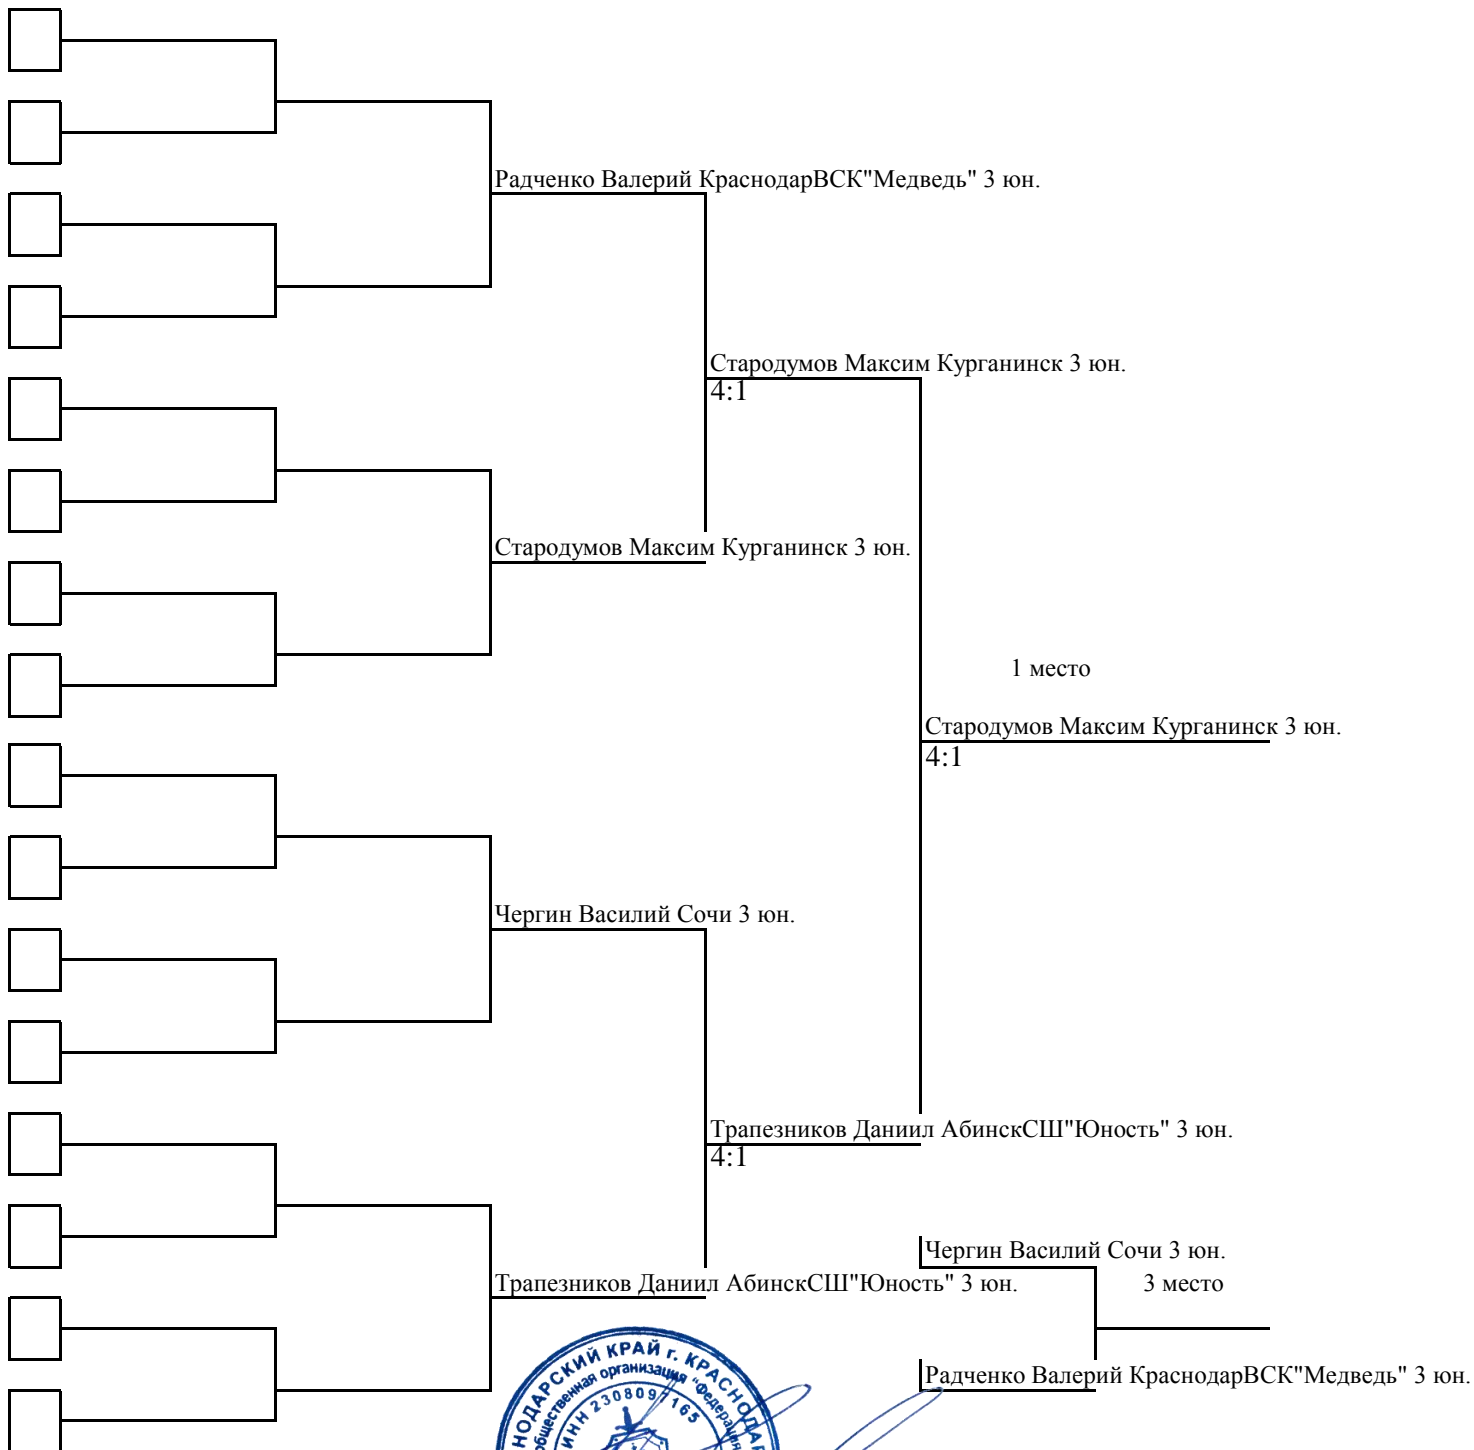 Радченко Валерий КраснодарВСК"Медведь" 3 юн.
Стародумов Максим Курганинск 3 юн.
4:1
Стародумов Максим Курганинск 3 юн.
1 место
Стародумов Максим Курганинск 3 юн.
4:1
Чергин Василий Сочи 3 юн.
Трапезников Даниил АбинскСШ"Юность" 3 юн.
4:1
Чергин Василий Сочи 3 юн.
Трапезников Даниил АбинскСШ"Юность" 3 юн.
3 место
Радченко Валерий КраснодарВСК"Медведь" 3 юн.
КРАЙ г.
общественная организация "Федерация
ИНН